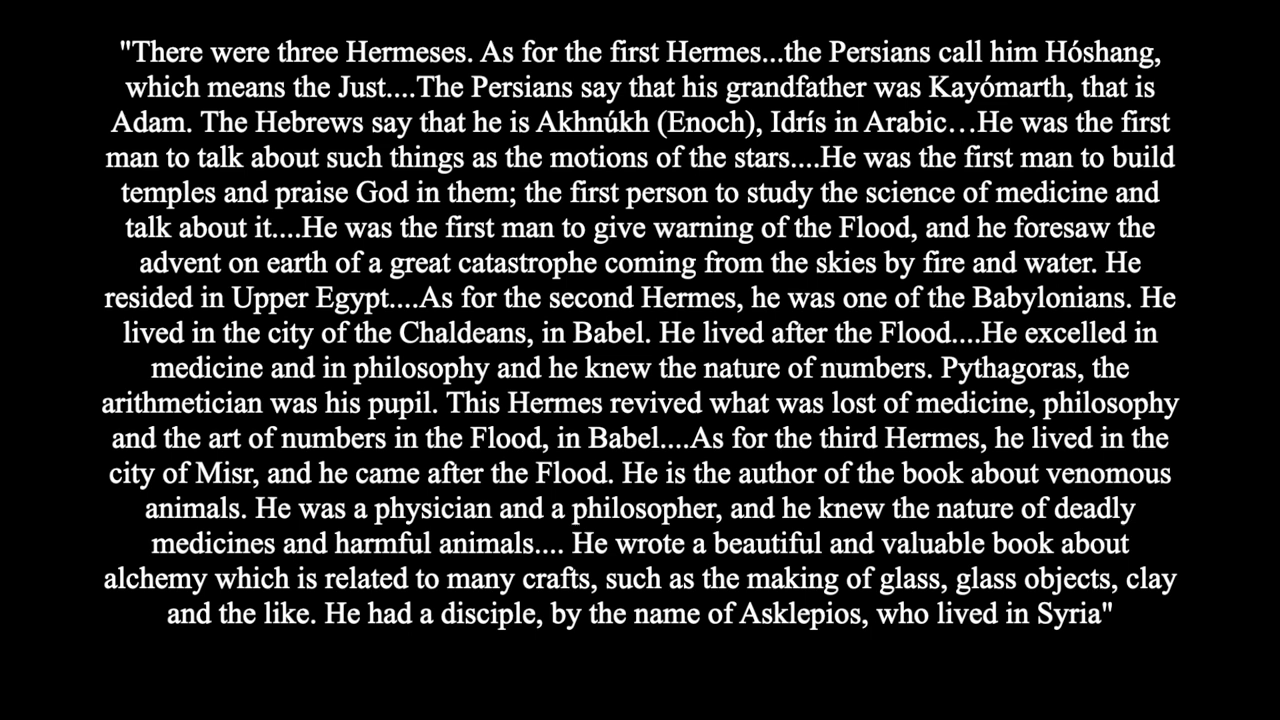 "There were three Hermeses. As for the first Hermes...the Persians call him Hóshang,
which means the Just....The Persians say that his grandfather was Kayómarth, that is
Adam. The Hebrews say that he is Akhnúkh (Enoch), Idrís in Arabic…He was the first
man to talk about such things as the motions of the stars....He was the first man to build
temples and praise God in them; the first person to study the science of medicine and
talk about it....He was the first man to give warning of the Flood, and he foresaw the
advent on earth of a great catastrophe coming from the skies by fire and water. He
resided in Upper Egypt....As for the second Hermes, he was one of the Babylonians. He
lived in the city of the Chaldeans, in Babel. He lived after the Flood....He excelled in
medicine and in philosophy and he knew the nature of numbers. Pythagoras, the
arithmetician was his pupil. This Hermes revived what was lost of medicine, philosophy
and the art of numbers in the Flood, in Babel....As for the third Hermes, he lived in the
city of Misr, and he came after the Flood. He is the author of the book about venomous
animals. He was a physician and a philosopher, and he knew the nature of deadly
medicines and harmful animals.... He wrote a beautiful and valuable book about
alchemy which is related to many crafts, such as the making of glass, glass objects, clay
and the like. He had a disciple, by the name of Asklepios, who lived in Syria"